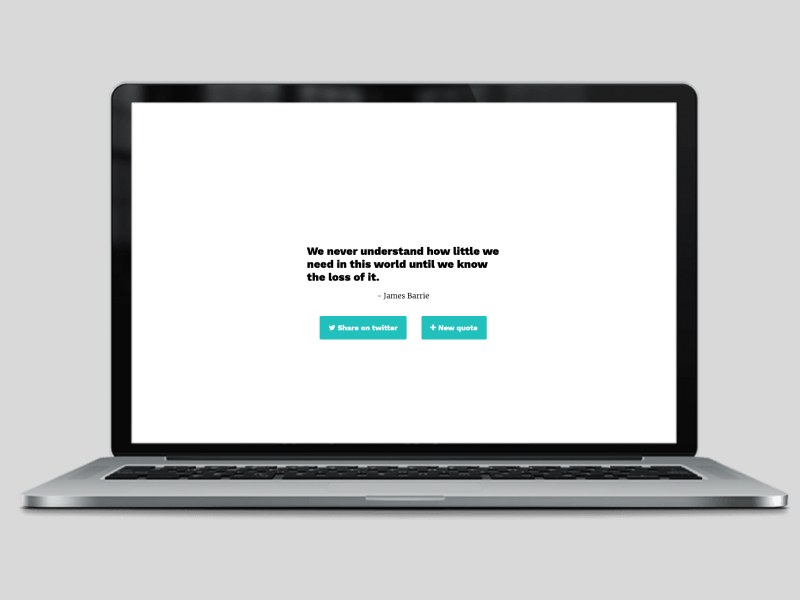 We never understand how little we
need in this world until we know
the loss of it.
- James Barrie
Share on twitter
New quote